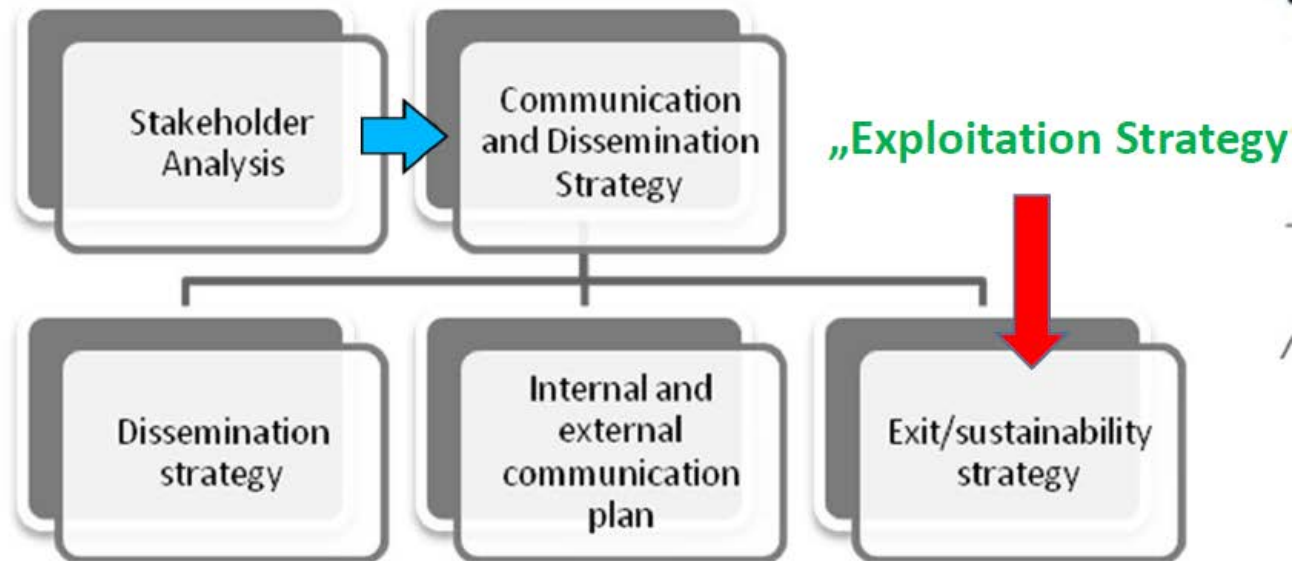 Stakeholder
Analysis
Communication
and Dissemination
Strategy
„Exploitation Strategy
Dissemination
strategy
Internal and
external
communication
plan
Exit/sustainability
strategy